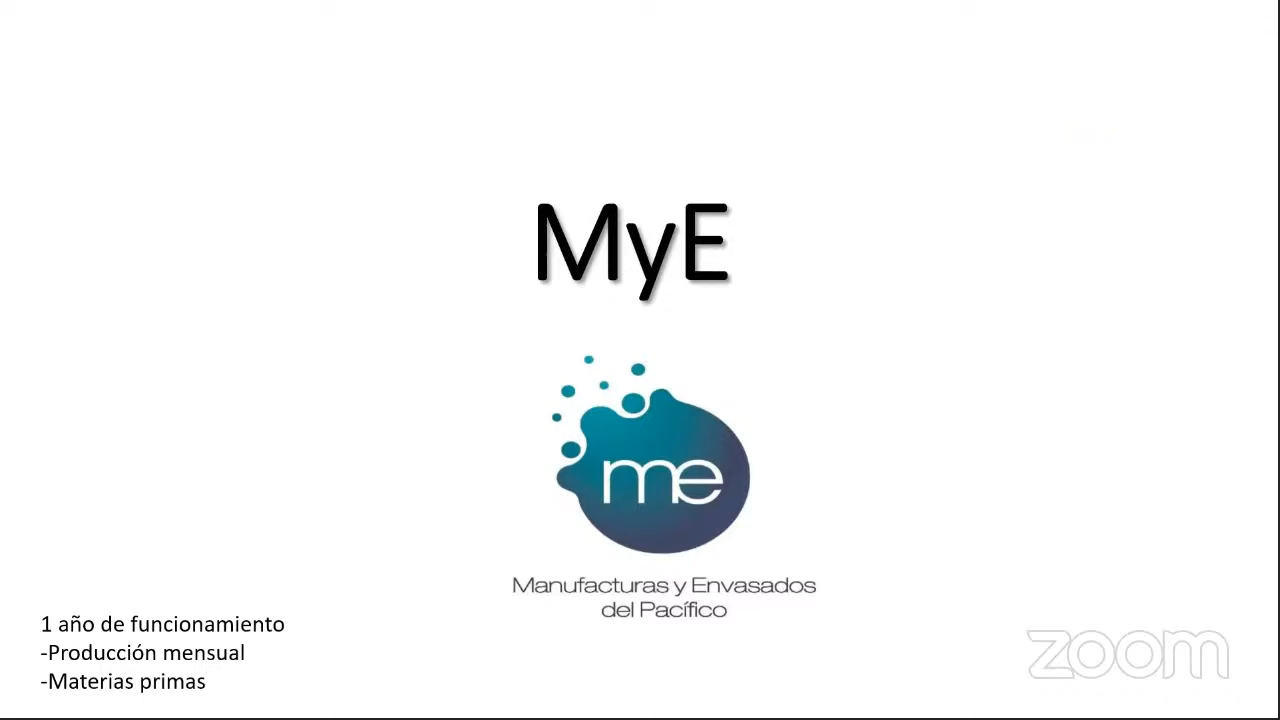 MyE
me
Manufacturas y Envasados
del Pacífico
1 año de funcionamiento
-Producción mensual
-Materias primas
zoom